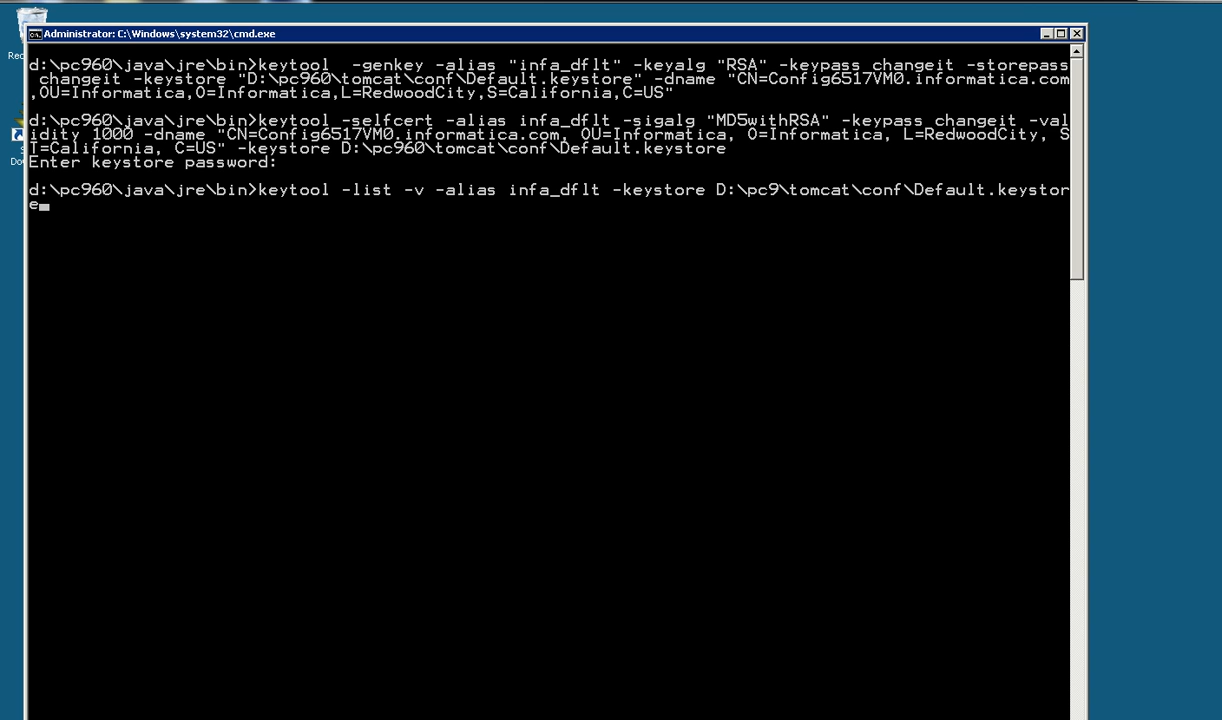 Administrator: C:\Windows\system32\cmd.exe
d:\pc960\java\jre\bin>keytool  -genkey -alias "infa_dflt" -keyalg "RSA" -keypass changeit -storepass
 changeit -keystore "D:\pc960\tomcat\conf\Default.keystore" -dname "CN=Config6517VM0.informatica.com
,OU=Informatica,O=Informatica,L=RedwoodCity,S=California,C=US"
d:\pc960\java\jre\bin>keytool -selfcert -alias infa_dflt -sigalg "MD5withRSA" -keypass changeit -val
idity 1000 -dname "CN=Config6517VM0.informatica.com, OU=Informatica, O=Informatica, L=RedwoodCity, S
T=California, C=US" -keystore D:\pc960\tomcat\conf\Default.keystore
Enter keystore password:
d:\pc960\java\jre\bin>keytool -list -v -alias infa_dflt -keystore D:\pc9\tomcat\conf\Default.keystor
e